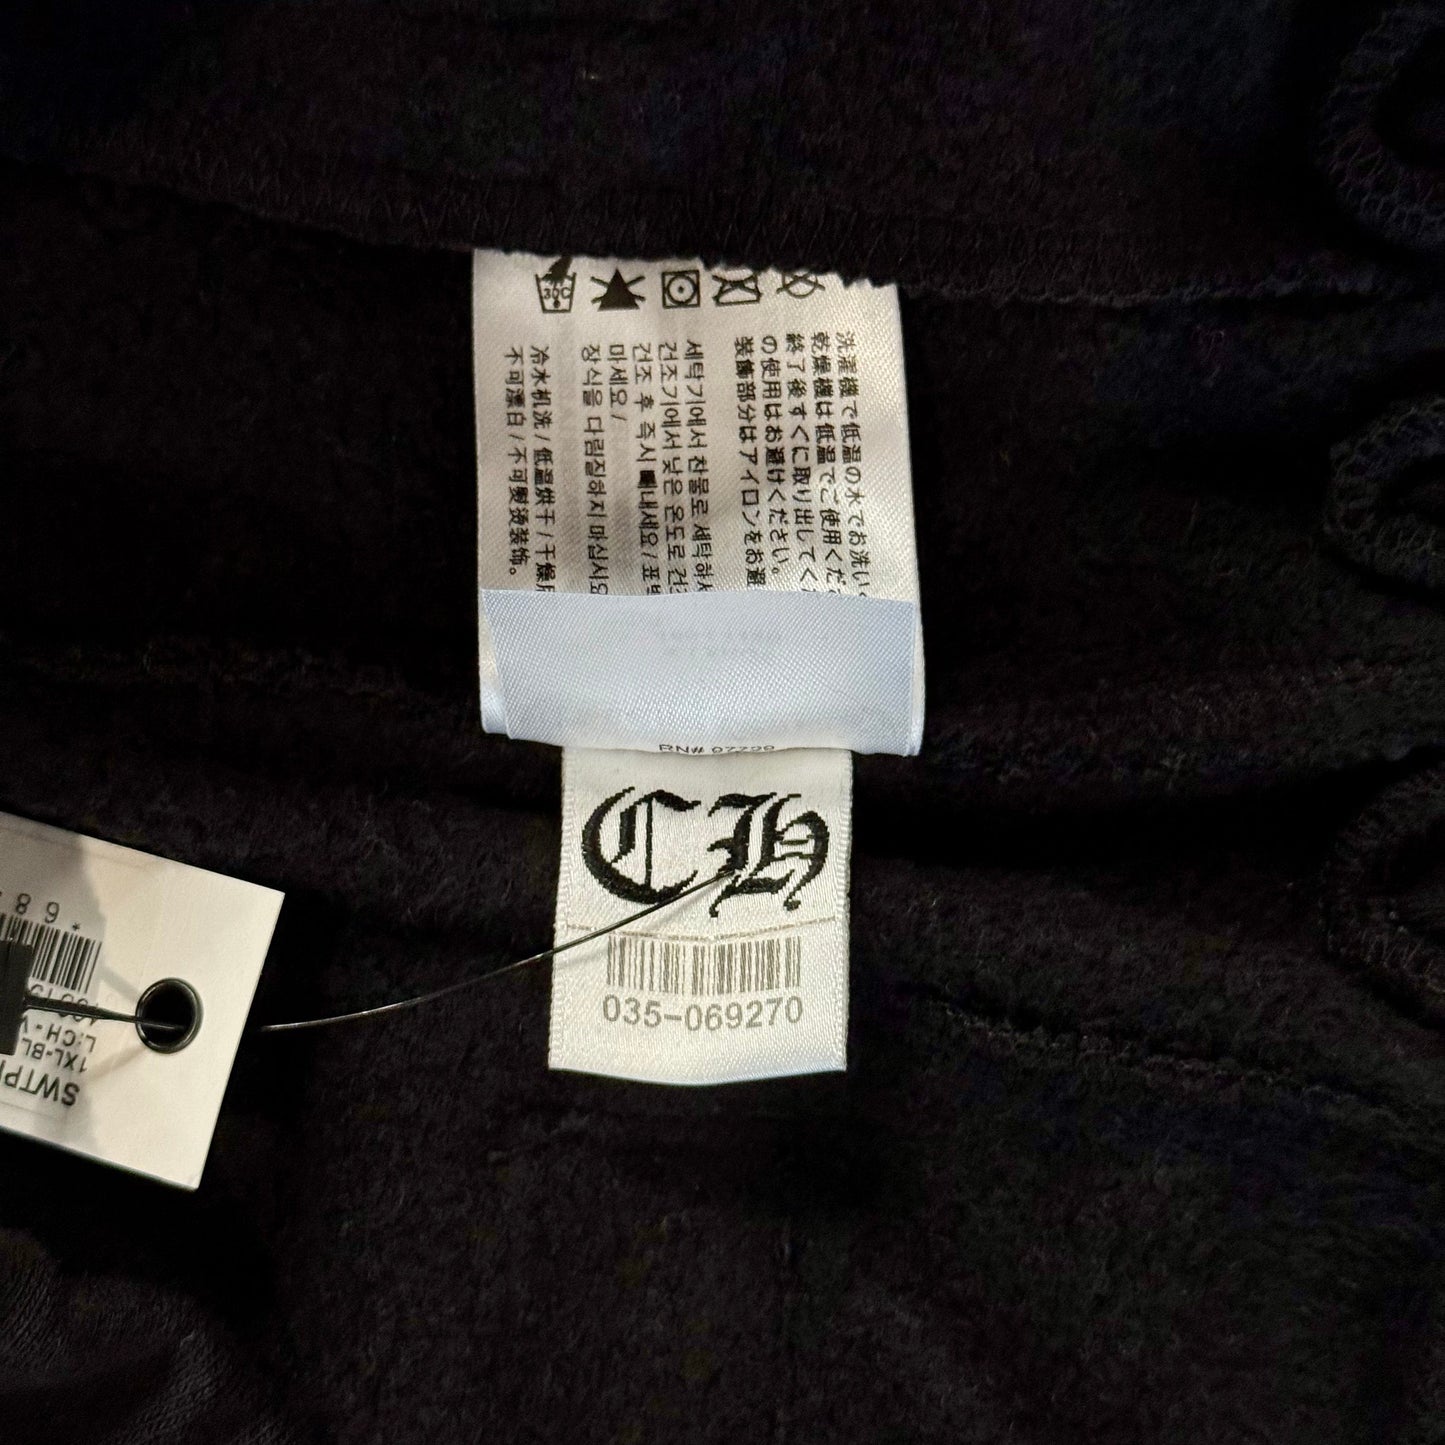 30C
洗濯機で低温の水でお洗い
乾燥機は低温でご使用くだ
終了後すぐに取り出してく
の使用はお避けください。
装飾部分はアイロンをお避
세탁기에서 찬물로 세탁하
건조기에서 낮은 온도로 건
건조 후 즉시 빼내세요/ 표
마세요/
장식을 다림질하지 마십시오
冷水机洗/低温烘干/干燥
不可漂白/不可熨烫装饰。
RN# 97799
CH
035-069270
SWTP
1XL-BL
L:CH-
*68